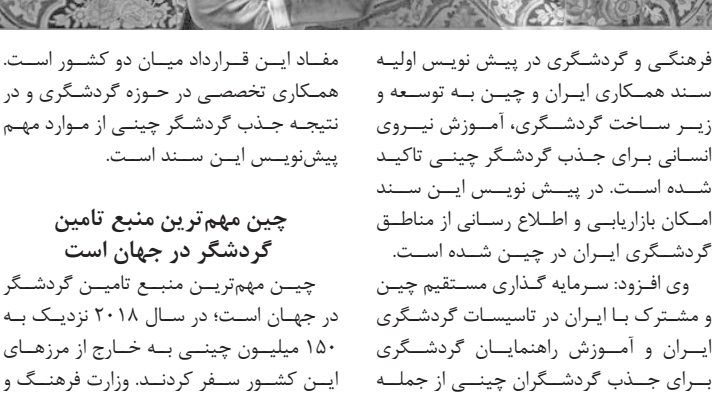 فرهنگی و گردشگری در پیش نویس اولیه
سند همکاری ایران و چین به توسعه و
زیر ساخت گردشگری، آموزش نیروی
انسانی برای جذب گردشگر چینی تاکید
شده است. در پیش نویس این سند
امکان بازاریابی و اطلاع رسانی از مناطق
گردشگری ایران در چین شده است.
وی افزود: سرمایه گذاری مستقیم چین
و مشترک با ایران در تاسیسات گردشگری
ایران و آموزش راهنمایان گردشگری
برای جذب گردشگران چینی از جمله
مفاد این قرارداد میان دو کشور است.
همکاری تخصصی در حوزه گردشگری و در
نتیجه جذب گردشگر چینی از موارد مهم
پیش‌نویس این سند است.
چین مهم‌ترین منبع تامین
گردشگر در جهان است
چین مهم‌ترین منبع تامین گردشگر
در جهان است؛ در سال ۲۰۱۸ نزدیک به
۱۵۰ میلیون چینی به خارج از مرزهای
این کشور سفر کردند. وزارت فرهنگ و